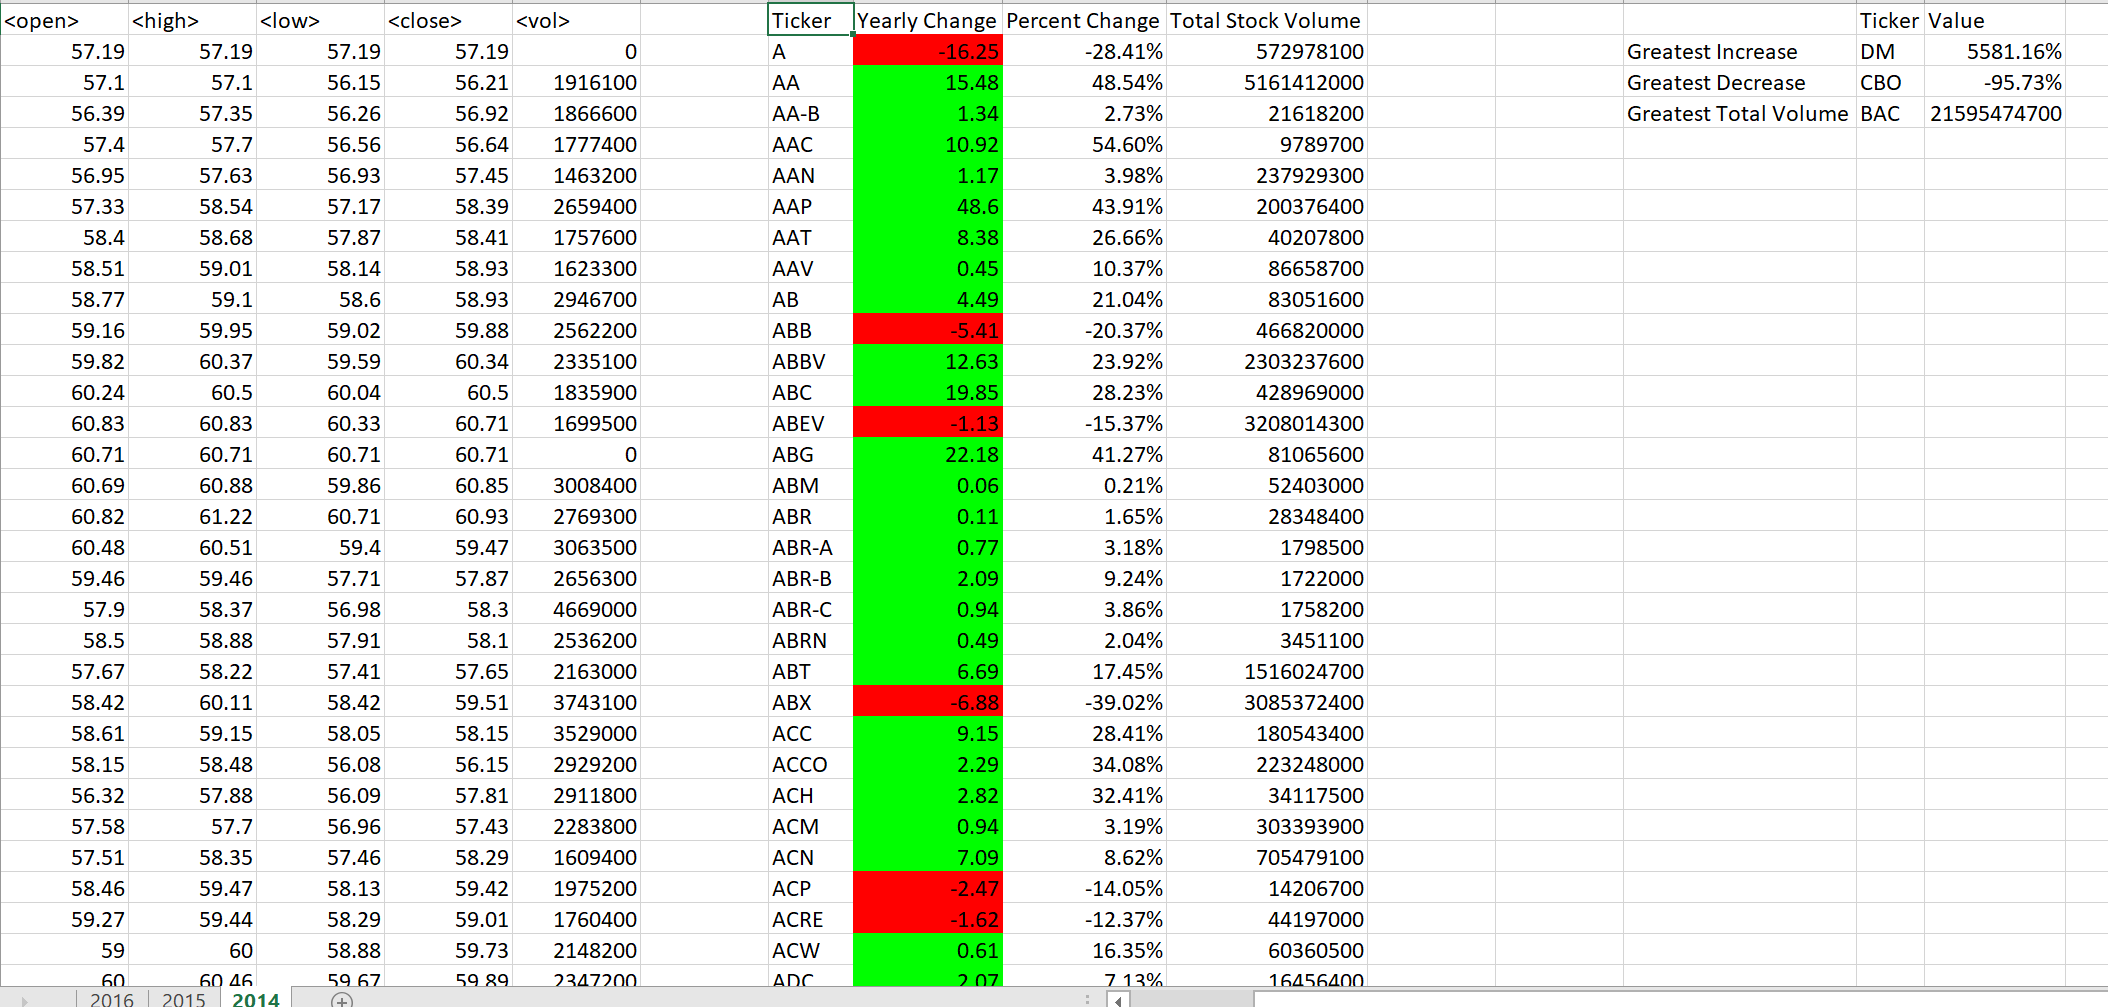 <open> <high> <low> <close> <vol> Ticker Yearly Change Percent Change Total Stock Volume Ticker Value
57.19 57.19 57.19 57.19 0 A -16.25 -28.41% 572978100 Greatest Increase DM 5581.16%
57.1 57.1 56.15 56.21 1916100 AA 15.48 48.54% 5161412000 Greatest Decrease CBO -95.73%
56.39 57.35 56.26 56.92 1866600 AA-B 1.34 2.73% 21618200 Greatest Total Volume BAC 21595474700
57.4 57.7 56.56 56.64 1777400 AAC 10.92 54.60% 9789700
56.95 57.63 56.93 57.45 1463200 AAN 1.17 3.98% 237929300
57.33 58.54 57.17 58.39 2659400 AAP 48.6 43.91% 200376400
58.4 58.68 57.87 58.41 1757600 AAT 8.38 26.66% 40207800
58.51 59.01 58.14 58.93 1623300 AAV 0.45 10.37% 86658700
58.77 59.1 58.6 58.93 2946700 AB 4.49 21.04% 83051600
59.16 59.95 59.02 59.88 2562200 ABB -5.41 -20.37% 466820000
59.82 60.37 59.59 60.34 2335100 ABBV 12.63 23.92% 2303237600
60.24 60.5 60.04 60.5 1835900 ABC 19.85 28.23% 428969000
60.83 60.83 60.33 60.71 1699500 ABEV -1.13 -15.37% 3208014300
60.71 60.71 60.71 60.71 0 ABG 22.18 41.27% 81065600
60.69 60.88 59.86 60.85 3008400 ABM 0.06 0.21% 52403000
60.82 61.22 60.71 60.93 2769300 ABR 0.11 1.65% 28348400
60.48 60.51 59.4 59.47 3063500 ABR-A 0.77 3.18% 1798500
59.46 59.46 57.71 57.87 2656300 ABR-B 2.09 9.24% 1722000
57.9 58.37 56.98 58.3 4669000 ABR-C 0.94 3.86% 1758200
58.5 58.88 57.91 58.1 2536200 ABRN 0.49 2.04% 3451100
57.67 58.22 57.41 57.65 2163000 ABT 6.69 17.45% 1516024700
58.42 60.11 58.42 59.51 3743100 ABX -6.88 -39.02% 3085372400
58.61 59.15 58.05 58.15 3529000 ACC 9.15 28.41% 180543400
58.15 58.48 56.08 56.15 2929200 ACCO 2.29 34.08% 223248000
56.32 57.88 56.09 57.81 2911800 ACH 2.82 32.41% 34117500
57.58 57.7 56.96 57.43 2283800 ACM 0.94 3.19% 303393900
57.51 58.35 57.46 58.29 1609400 ACN 7.09 8.62% 705479100
58.46 59.47 58.13 59.42 1975200 ACP -2.47 -14.05% 14206700
59.27 59.44 58.29 59.01 1760400 ACRE -1.62 -12.37% 44197000
59 60 58.88 59.73 2148200 ACW 0.61 16.35% 60360500
60 60.46 59.67 59.89 2347200 ADC 2.07 7.13% 16456400
2016 2015 2014